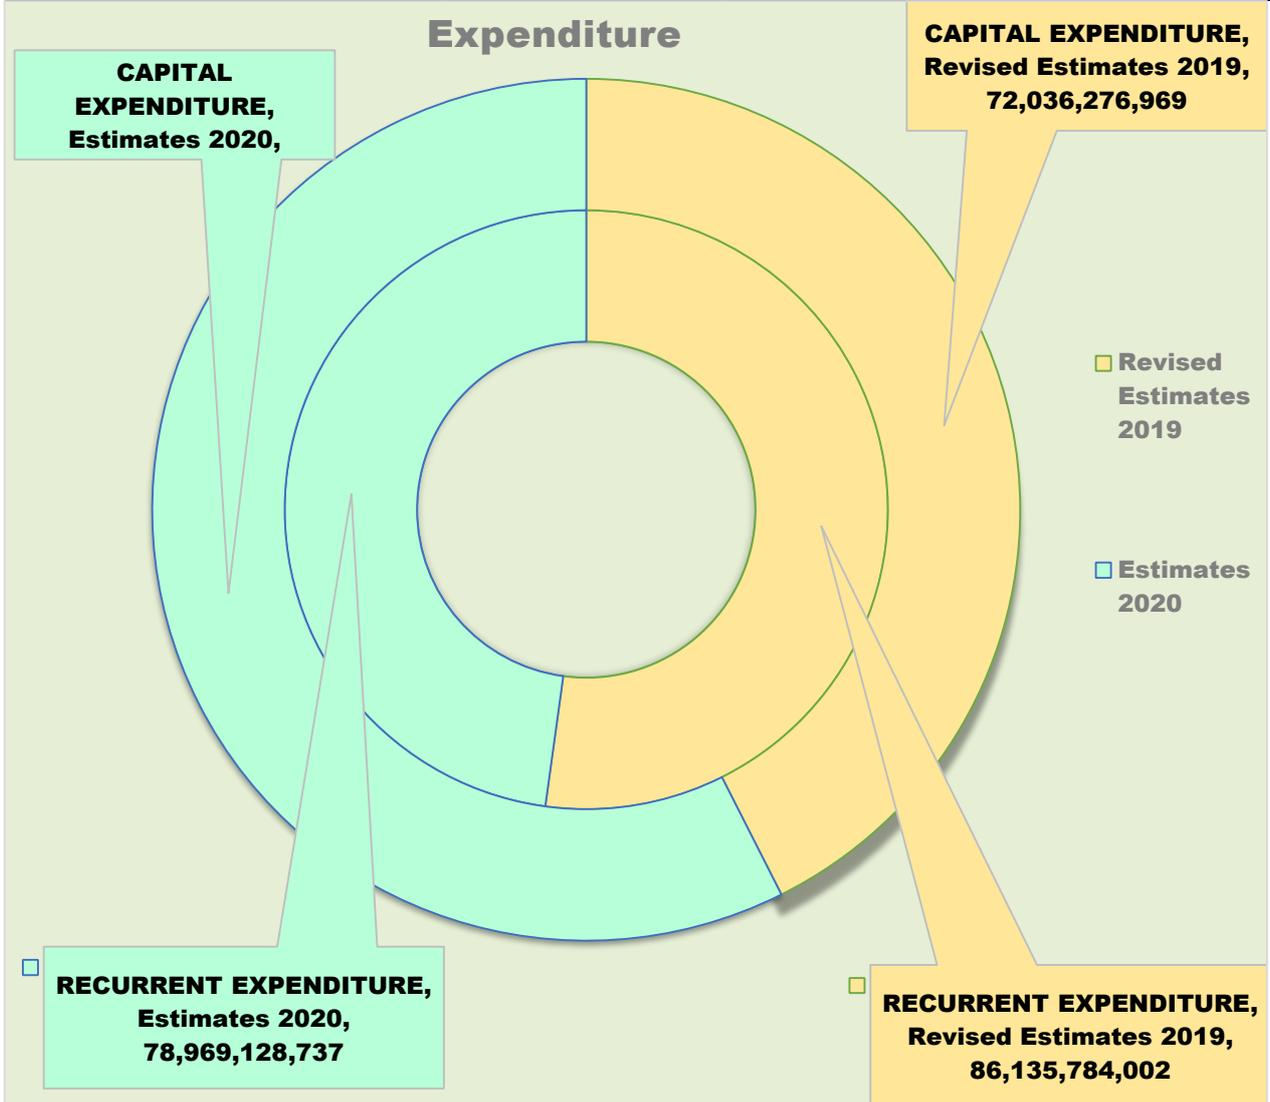 Expenditure
CAPITAL
EXPENDITURE,
Estimates 2020,
CAPITAL EXPENDITURE,
Revised Estimates 2019,
72,036,276,969
Revised
Estimates
2019
Estimates
2020
RECURRENT EXPENDITURE,
Estimates 2020,
78,969,128,737
RECURRENT EXPENDITURE,
Revised Estimates 2019,
86,135,784,002